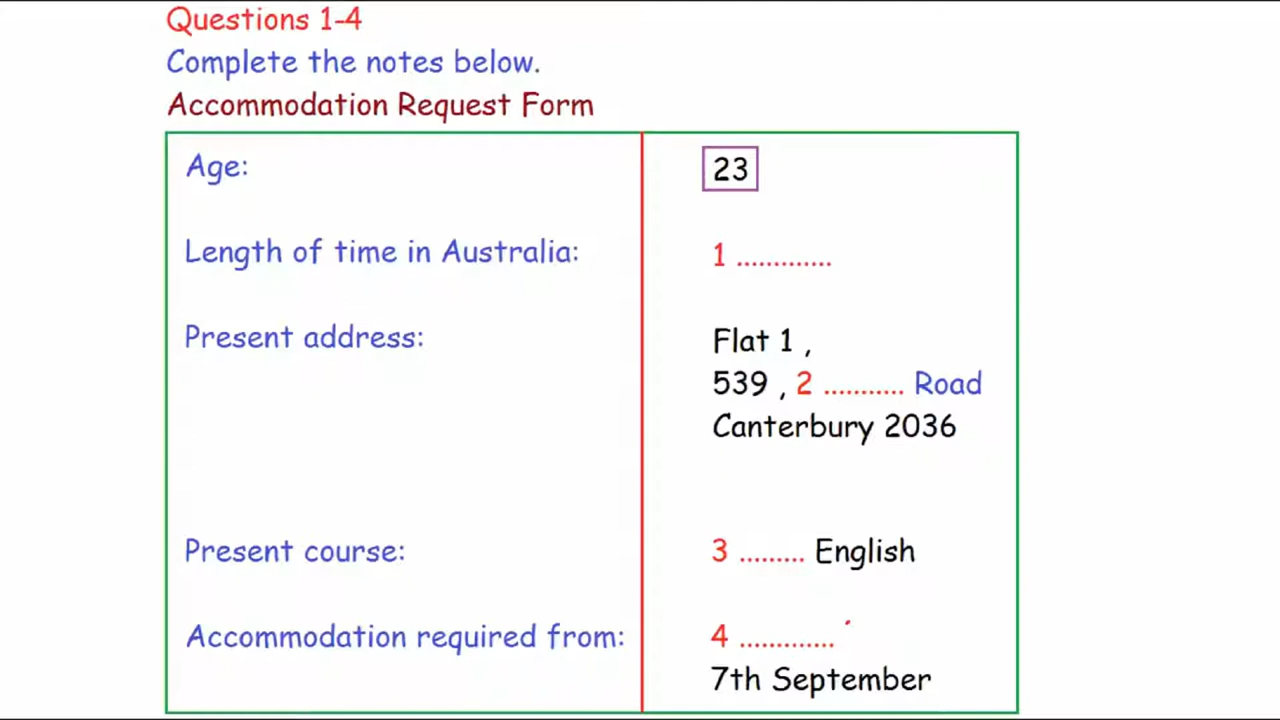 Questions 1-4
Complete the notes below.
Accommodation Request Form
Age: 23
Length of time in Australia: 1 .............
Present address: Flat 1 ,
539 , 2 ........... Road
Canterbury 2036
Present course: 3 ......... English
Accommodation required from: 4 .............
7th September